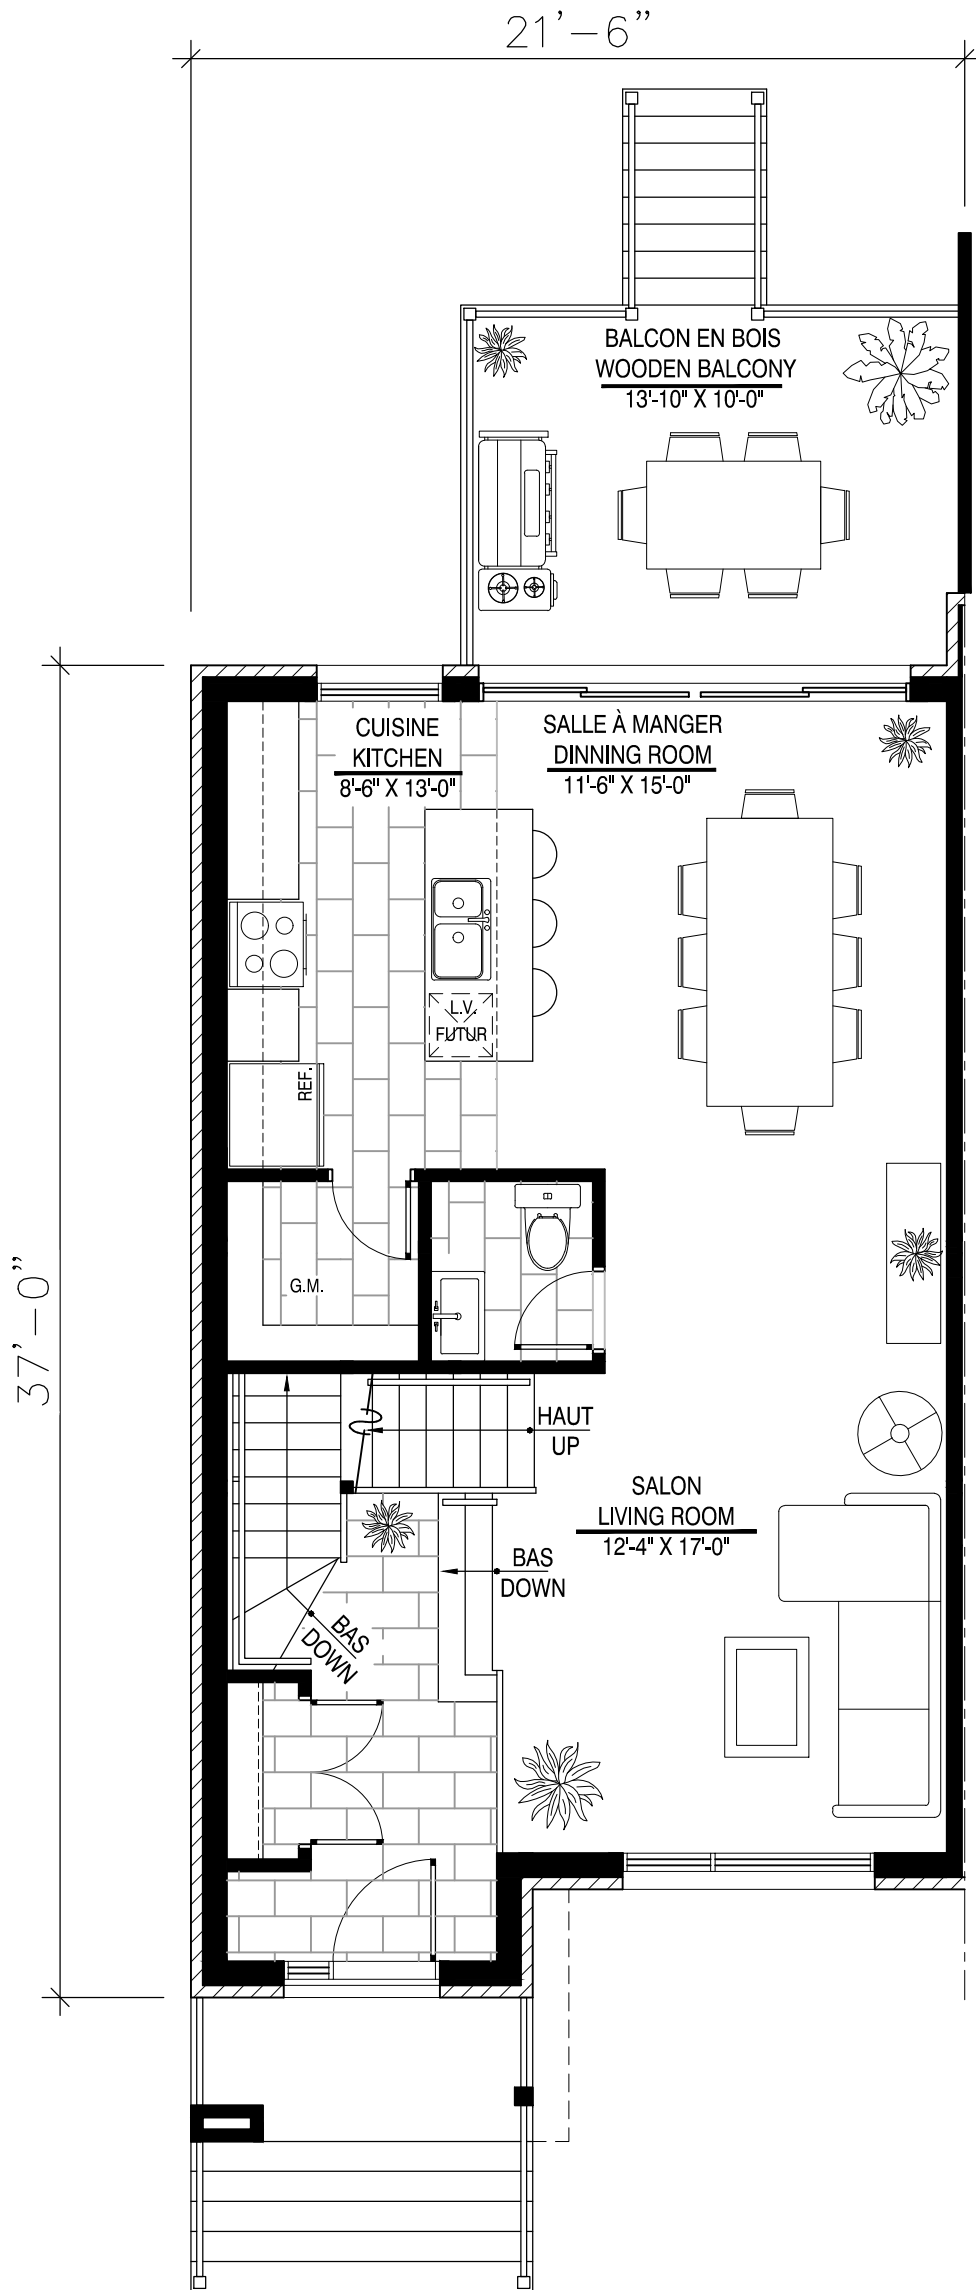 21'-6"
BALCON EN BOIS
WOODEN BALCONY
13'-10" X 10'-0"
CUISINE
KITCHEN
8'-6" X 13'-0"
SALLE À MANGER
DINNING ROOM
11'-6" X 15'-0"
L.V.
FUTUR
REF.
G.M.
37'-0"
HAUT
UP
SALON
LIVING ROOM
12'-4" X 17'-0"
BAS
DOWN
BAS
DOWN